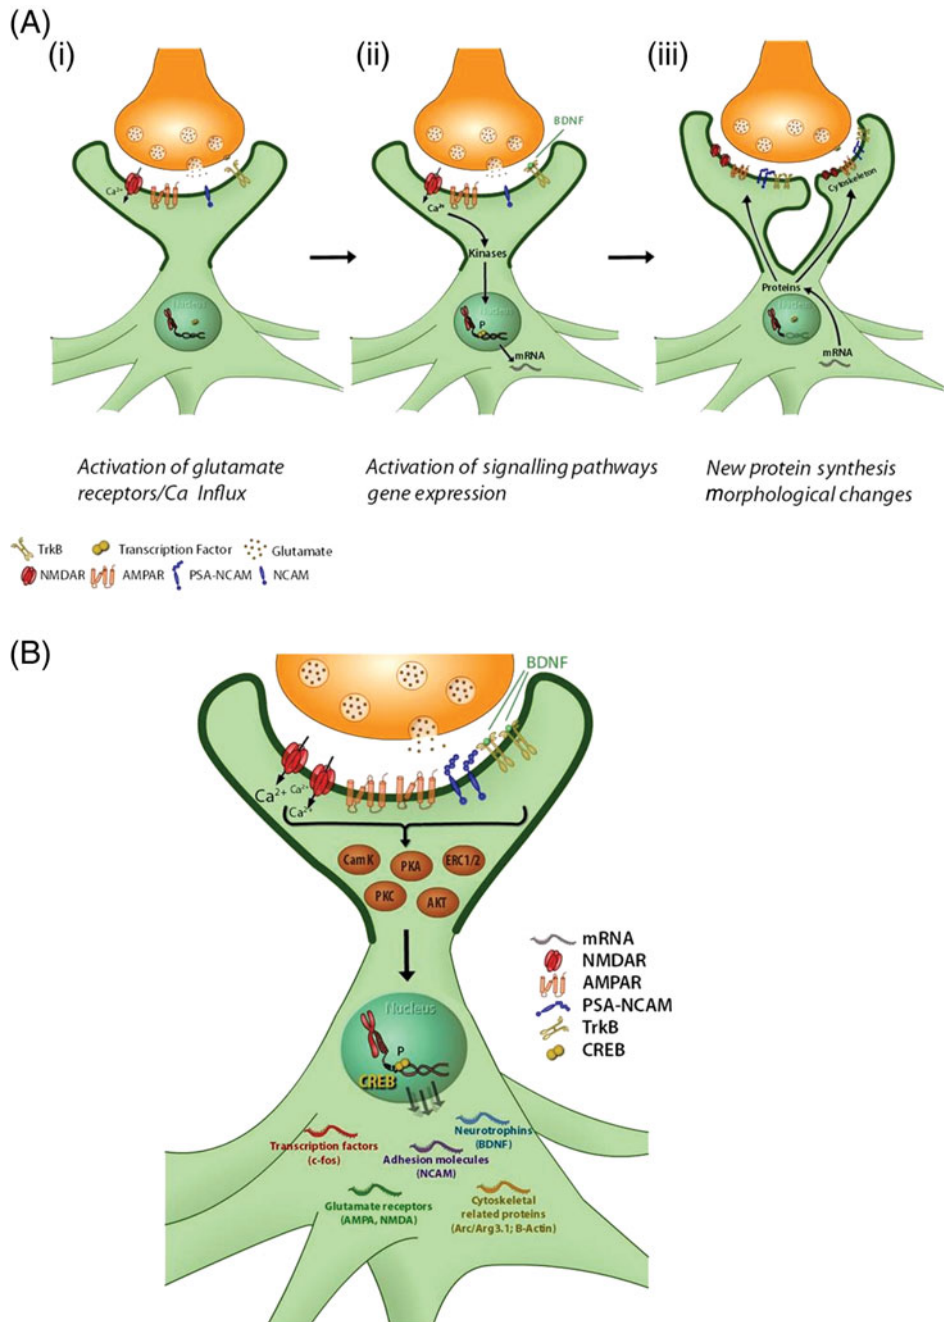 (A)
(i)
(ii)
(iii)
BDNF
Ca²⁺
Nucleus
Ca²⁺
Kinases
Nucleus
P
mRNA
Cytoskeleton
Proteins
Nucleus
mRNA
Activation of glutamate
receptors/Ca Influx
Activation of signalling pathways
gene expression
New protein synthesis
morphological changes
TrkB
Transcription Factor
Glutamate
NMDAR
AMPAR
PSA-NCAM
NCAM
(B)
BDNF
Ca²⁺
Ca²⁺
Ca²⁺
CamK
PKA
ERC1/2
PKC
AKT
mRNA
NMDAR
AMPAR
PSA-NCAM
TrkB
CREB
Nucleus
P
CREB
Neurotrophins
(BDNF)
Transcription factors
(c-fos)
Adhesion molecules
(NCAM)
Glutamate receptors
(AMPA, NMDA)
Cytoskeletal
related proteins
(Arc/Arg3.1; B-Actin)